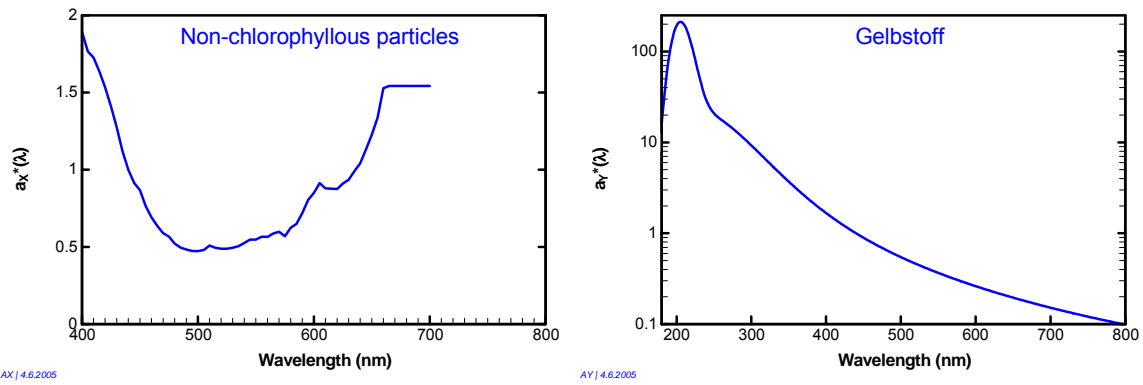 Non-chlorophyllous particles
2
1.5
1
0.5
0
400
500
600
700
800
aX*(λ)
Wavelength (nm)
AX | 4.6.2005
Gelbstoff
100
10
1
0.1
200
300
400
500
600
700
800
aY*(λ)
Wavelength (nm)
AY | 4.6.2005